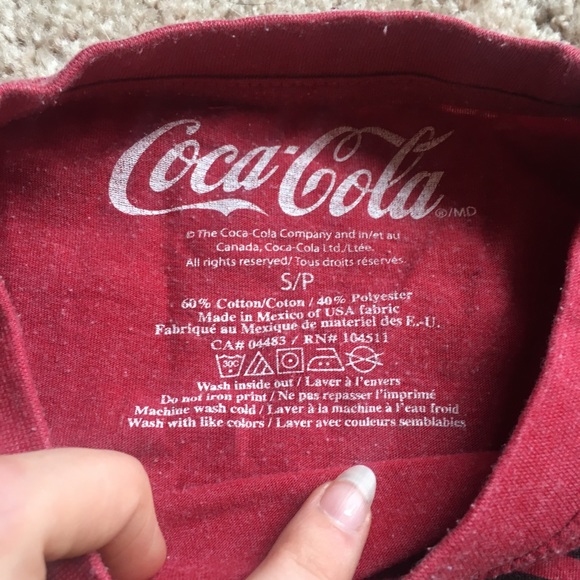 Coca-Cola ®/MD
© The Coca-Cola Company and in/et au
Canada, Coca-Cola Ltd./Ltée.
All rights reserved/Tous droits réservés
S/P
60% Cotton/Coton / 40% Polyester
Made in Mexico of USA fabric
Fabriqué au Mexique de materiel des E.-U.
CA# 04483 / RN# 104511
30C
Wash inside out / Laver à l'envers
Do not iron print / Ne pas repasser l'imprimé
Machine wash cold / Laver à la machine à l'eau froid
Wash with like colors / Laver avec couleurs semblables